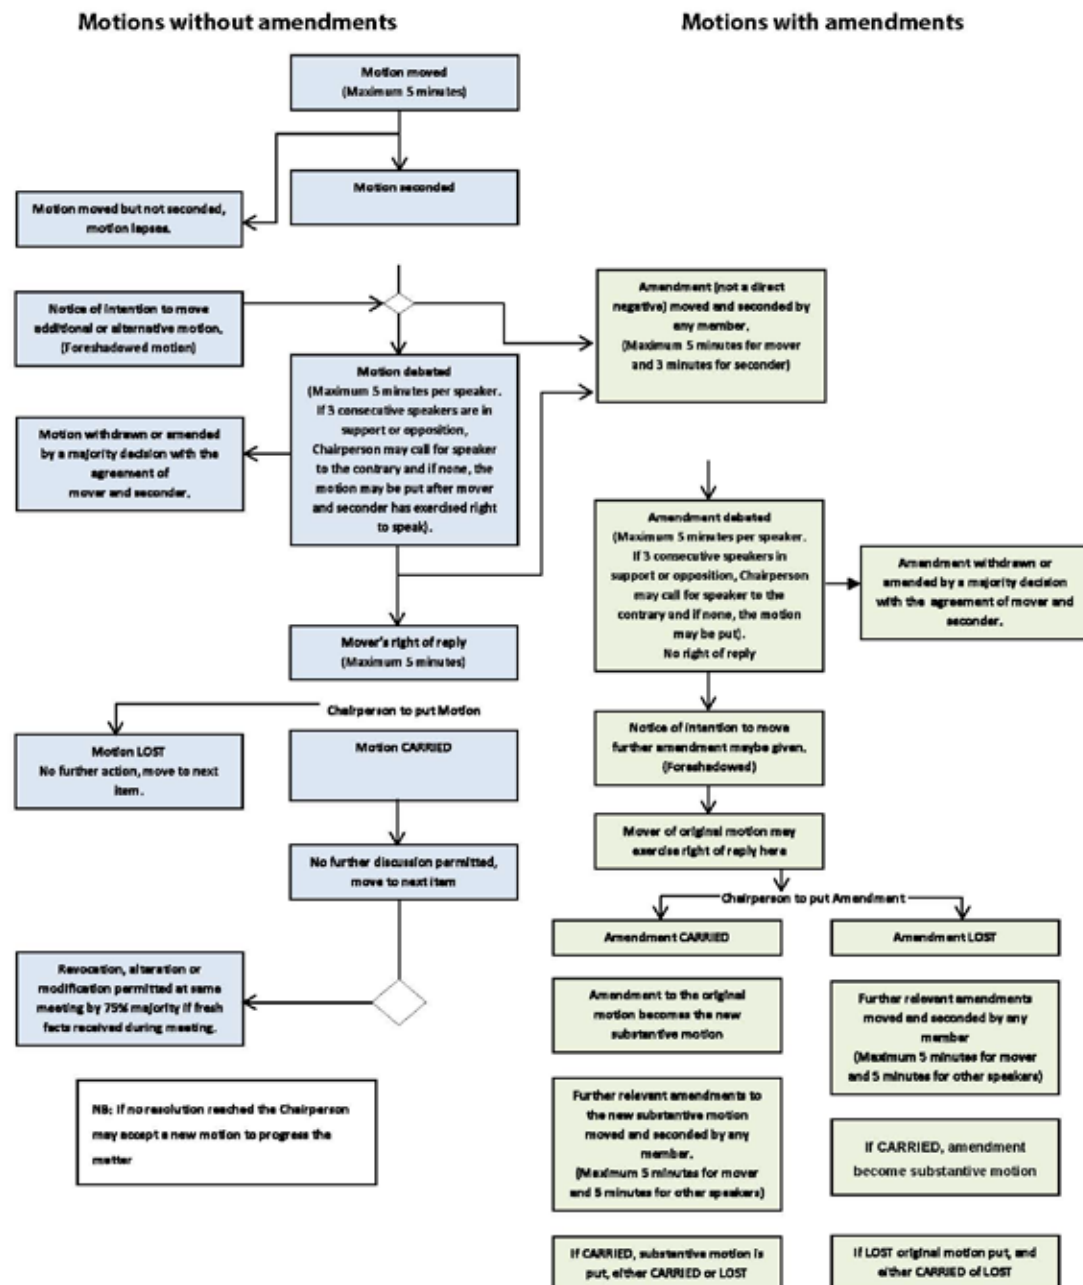 Motions without amendments
Motions with amendments
Motion moved
(Maximum 5 minutes)
Motion seconded
Motion moved but not seconded,
motion lapses.
Notice of intention to move
additional or alternative motion.
(Foreshadowed motion)
Motion debated
(Maximum 5 minutes per speaker.
If 3 consecutive speakers are in
support or opposition,
Chairperson may call for speaker
to the contrary and if none, the
motion may be put after mover
and seconder has exercised right
to speak).
Motion withdrawn or amended
by a majority decision with the
agreement of
mover and seconder.
Mover's right of reply
(Maximum 5 minutes)
Chairperson to put Motion
Motion LOST
No further action, move to next
item.
Motion CARRIED
No further discussion permitted,
move to next item
Revocation, alteration or
modification permitted at same
meeting by 75% majority if fresh
facts received during meeting.
NB: If no resolution reached the Chairperson
may accept a new motion to progress the
matter
Amendment (not a direct
negative) moved and seconded by
any member.
(Maximum 5 minutes for mover
and 3 minutes for seconder)
Amendment debated
(Maximum 5 minutes per speaker.
If 3 consecutive speakers in
support or opposition, Chairperson
may call for speaker to the
contrary and if none, the motion
may be put).
No right of reply
Amendment withdrawn or
amended by a majority decision
with the agreement of mover and
seconder.
Notice of intention to move
further amendment maybe given.
(Foreshadowed)
Mover of original motion may
exercise right of reply here
Chairperson to put Amendment
Amendment CARRIED
Amendment to the original
motion becomes the new
substantive motion
Further relevant amendments to
the new substantive motion
moved and seconded by any
member.
(Maximum 5 minutes for mover
and 5 minutes for other speakers)
If CARRIED, substantive motion is
put, either CARRIED or LOST
Amendment LOST
Further relevant amendments
moved and seconded by any
member
(Maximum 5 minutes for mover
and 5 minutes for other speakers)
If CARRIED, amendment
become substantive motion
If LOST original motion put, and
either CARRIED of LOST